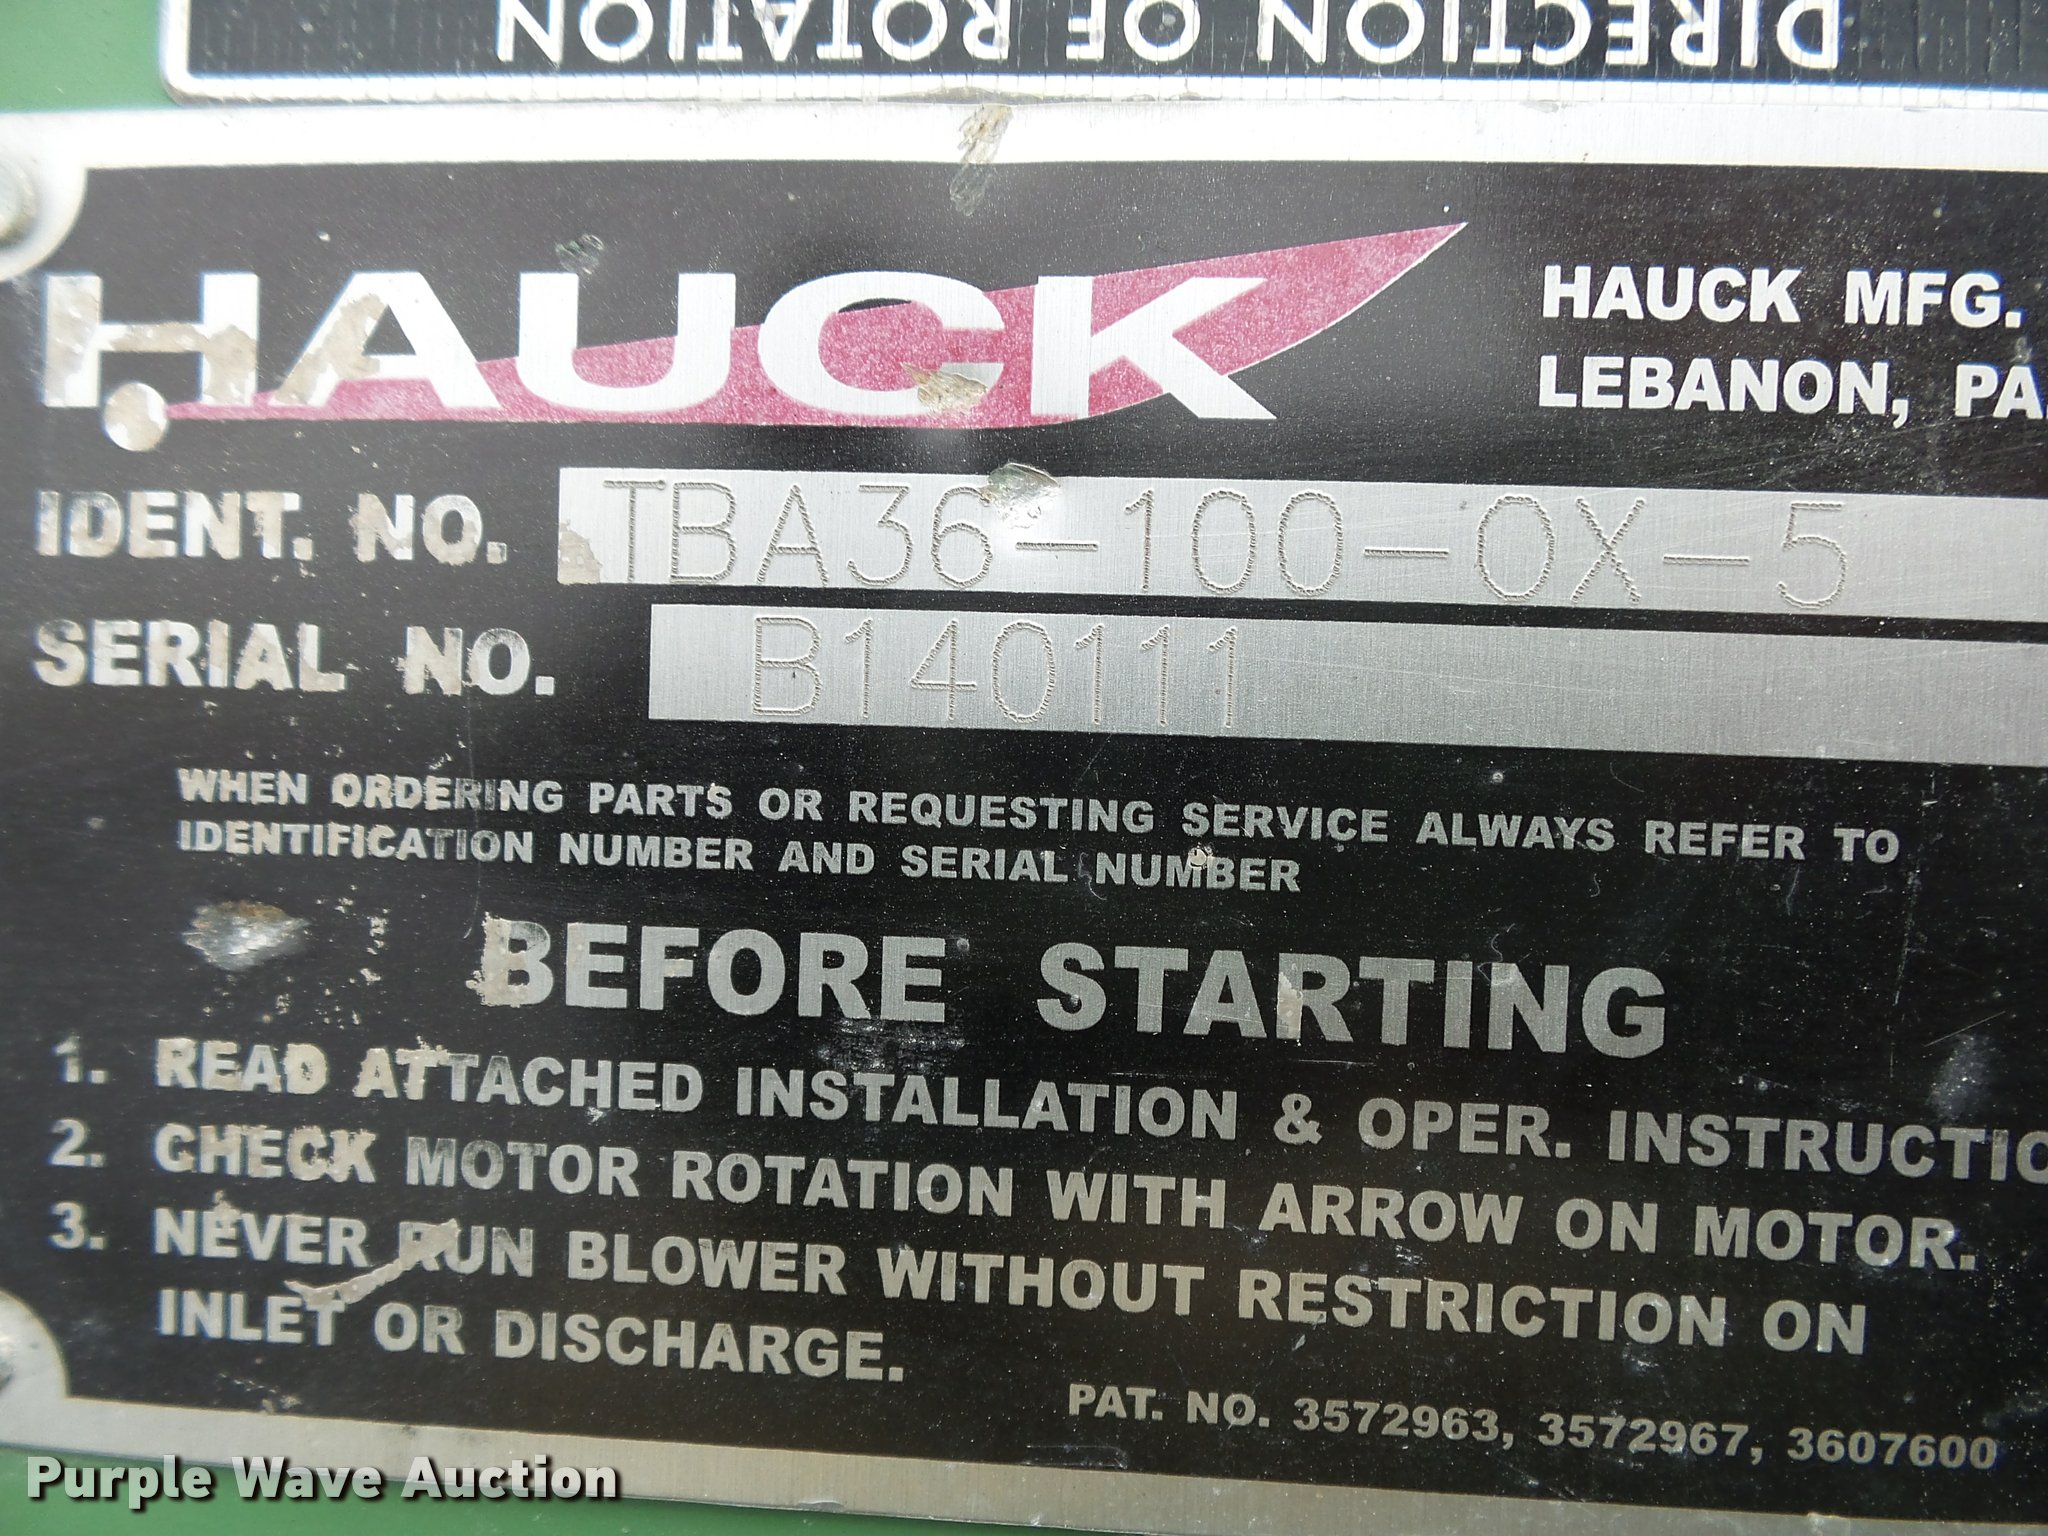 DIRECTION OF ROTATION
HAUCK
HAUCK MFG.
LEBANON, PA.
IDENT. NO. TBA36-100-0X-5
SERIAL NO. B140111
WHEN ORDERING PARTS OR REQUESTING SERVICE ALWAYS REFER TO
IDENTIFICATION NUMBER AND SERIAL NUMBER
BEFORE STARTING
1. READ ATTACHED INSTALLATION & OPER. INSTRUCTIO
2. CHECK MOTOR ROTATION WITH ARROW ON MOTOR.
3. NEVER RUN BLOWER WITHOUT RESTRICTION ON
INLET OR DISCHARGE.
PAT. NO. 3572963, 3572967, 3607600
Purple Wave Auction